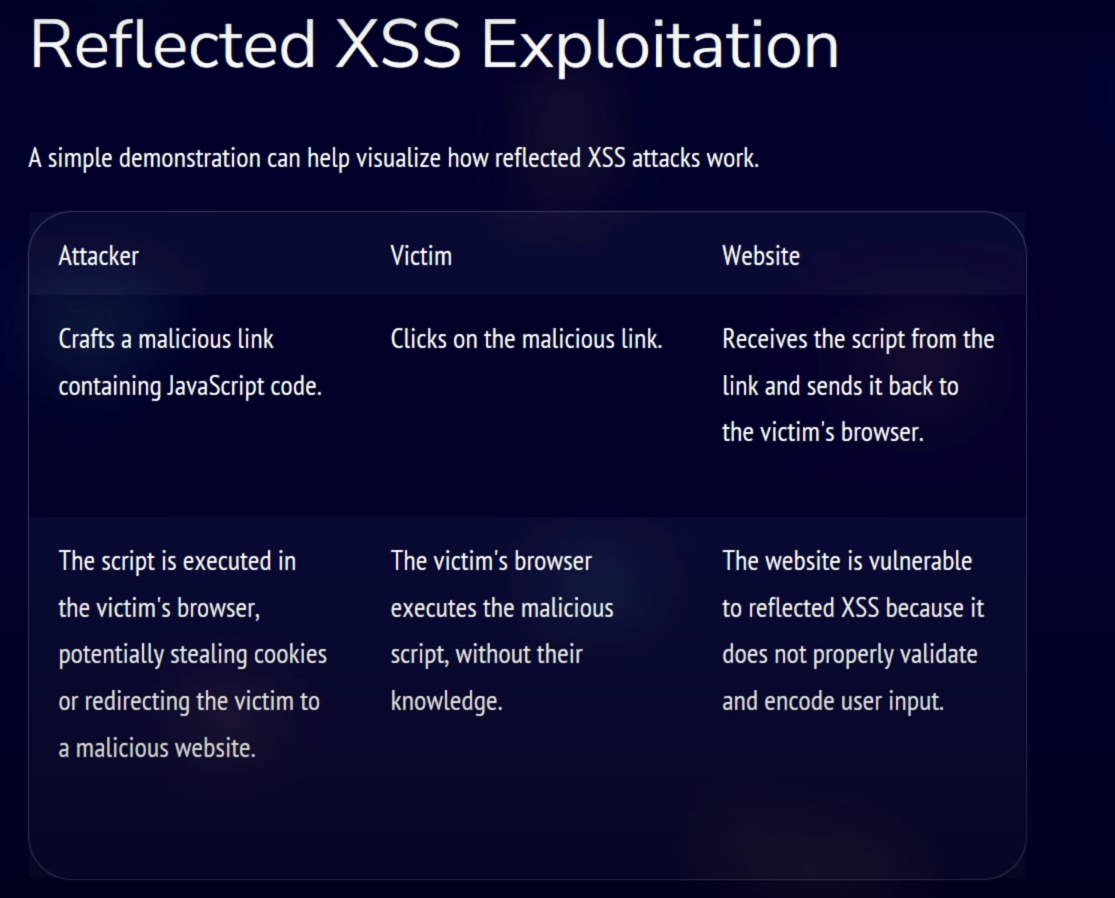 Reflected XSS Exploitation
A simple demonstration can help visualize how reflected XSS attacks work.
Attacker
Victim
Website
Crafts a malicious link
containing JavaScript code.
Clicks on the malicious link.
Receives the script from the
link and sends it back to
the victim's browser.
The script is executed in
the victim's browser,
potentially stealing cookies
or redirecting the victim to
a malicious website.
The victim's browser
executes the malicious
script, without their
knowledge.
The website is vulnerable
to reflected XSS because it
does not properly validate
and encode user input.